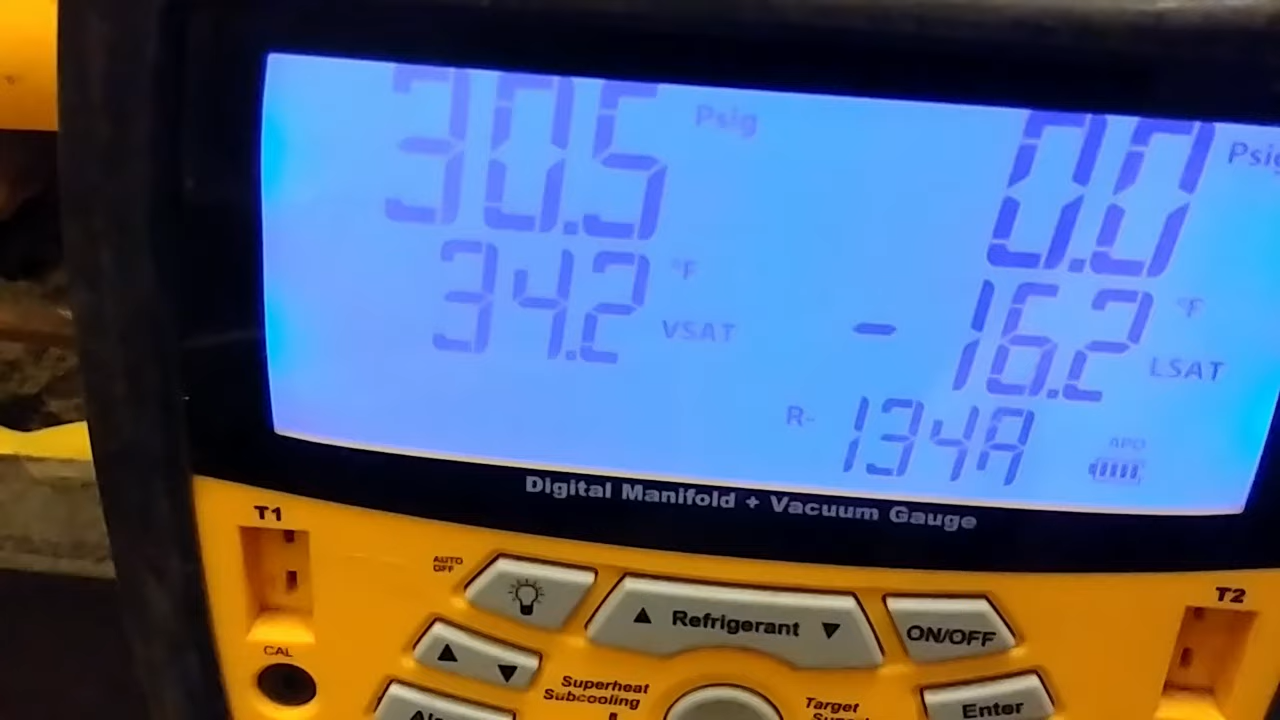 30.5 Psig 0.0 Psig
34.2 °F VSAT -16.2 °F LSAT
R-134A APO
Digital Manifold + Vacuum Gauge
T1 T2
AUTO OFF
Refrigerant
ON/OFF
CAL
Superheat
Subcooling
Target
Enter